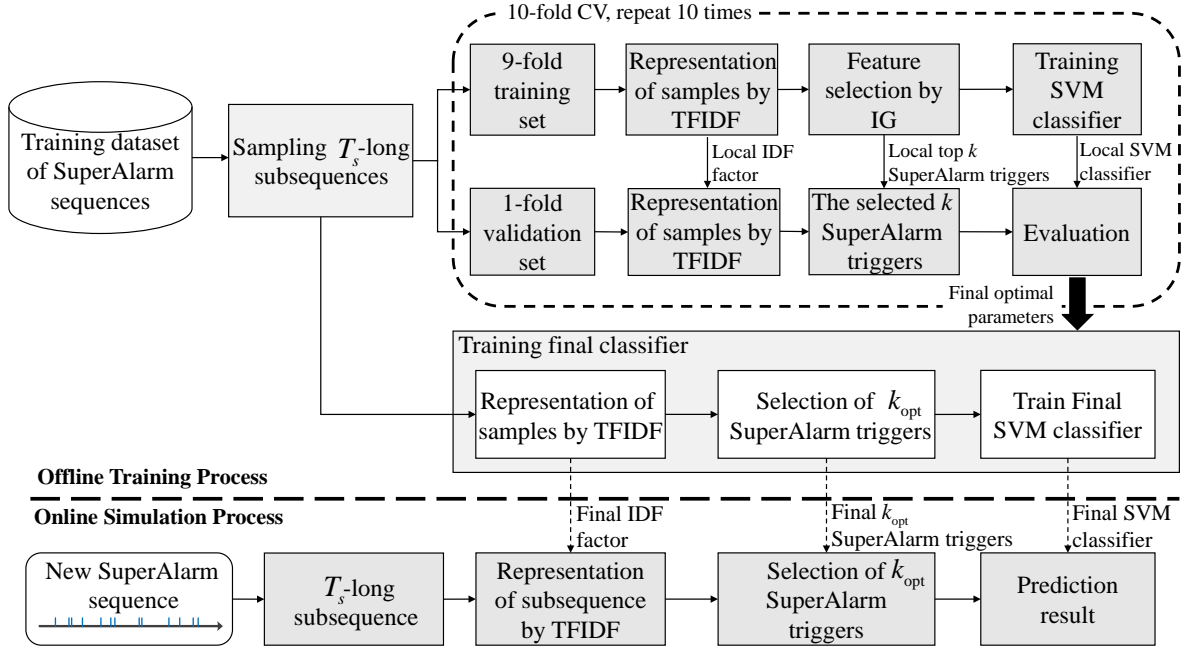 10-fold CV, repeat 10 times
Training dataset
of SuperAlarm
sequences
Sampling Ts-long
subsequences
9-fold
training
set
Representation
of samples by
TFIDF
Feature
selection by
IG
Training
SVM
classifier
Local IDF
factor
Local top k
SuperAlarm triggers
Local SVM
classifier
1-fold
validation
set
Representation
of samples by
TFIDF
The selected k
SuperAlarm
triggers
Evaluation
Final optimal
parameters
Training final classifier
Representation of
samples by TFIDF
Selection of kopt
SuperAlarm triggers
Train Final
SVM classifier
Offline Training Process
Online Simulation Process
Final IDF
factor
Final kopt
SuperAlarm triggers
Final SVM
classifier
New SuperAlarm
sequence
Ts-long
subsequence
Representation
of subsequence
by TFIDF
Selection of kopt
SuperAlarm
triggers
Prediction
result